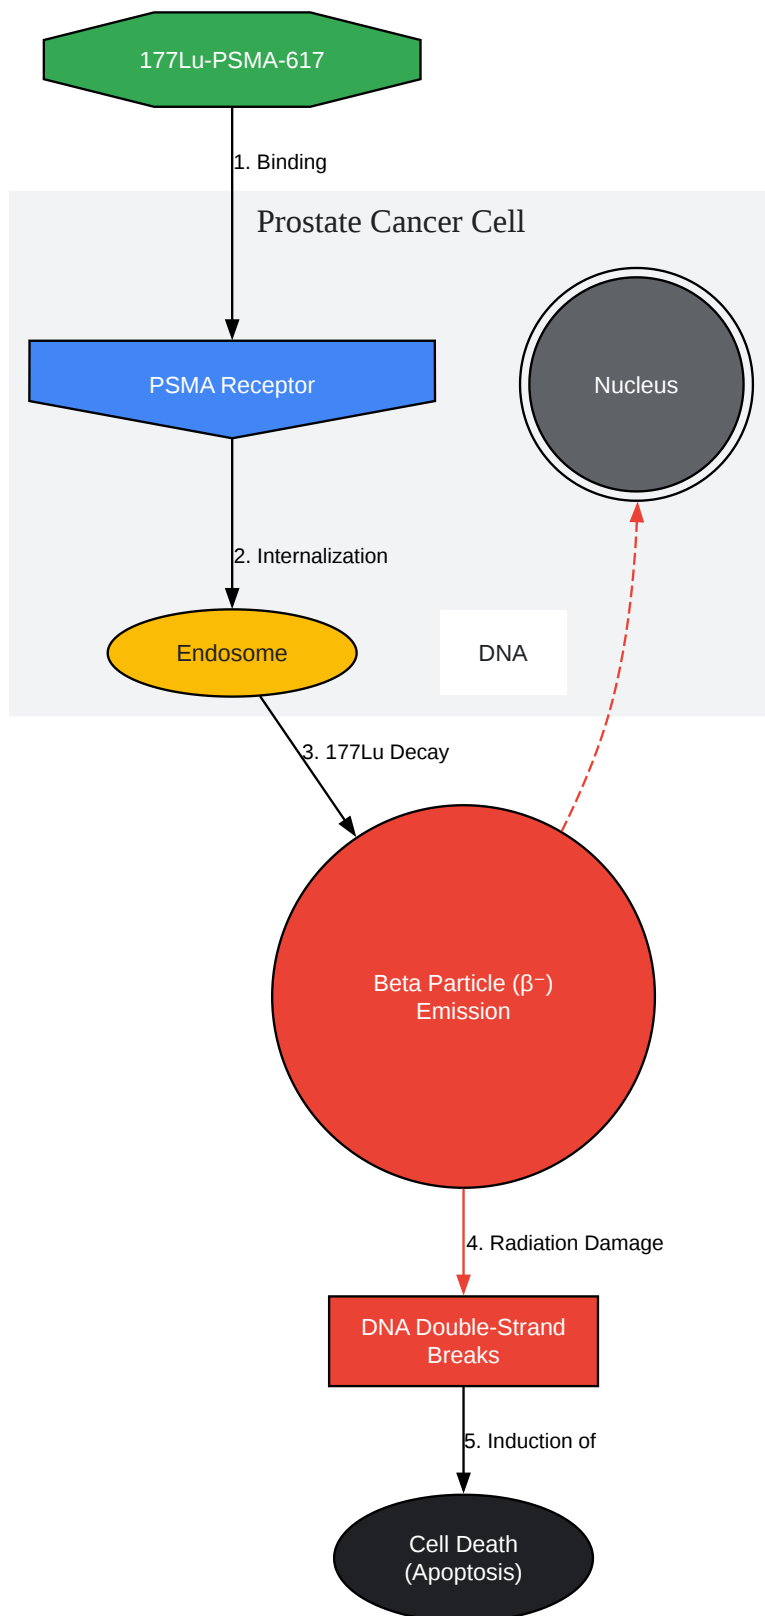 177Lu-PSMA-617
1. Binding
Prostate Cancer Cell
PSMA Receptor
Nucleus
2. Internalization
Endosome
DNA
3. 177Lu Decay
Beta Particle (β⁻)
Emission
4. Radiation Damage
DNA Double-Strand
Breaks
5. Induction of
Cell Death
(Apoptosis)